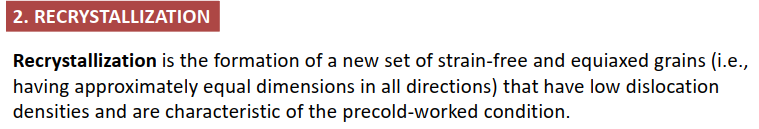 2. RECRYSTALLIZATION
Recrystallization is the formation of a new set of strain-free and equiaxed grains (i.e.,
having approximately equal dimensions in all directions) that have low dislocation
densities and are characteristic of the precold-worked condition.